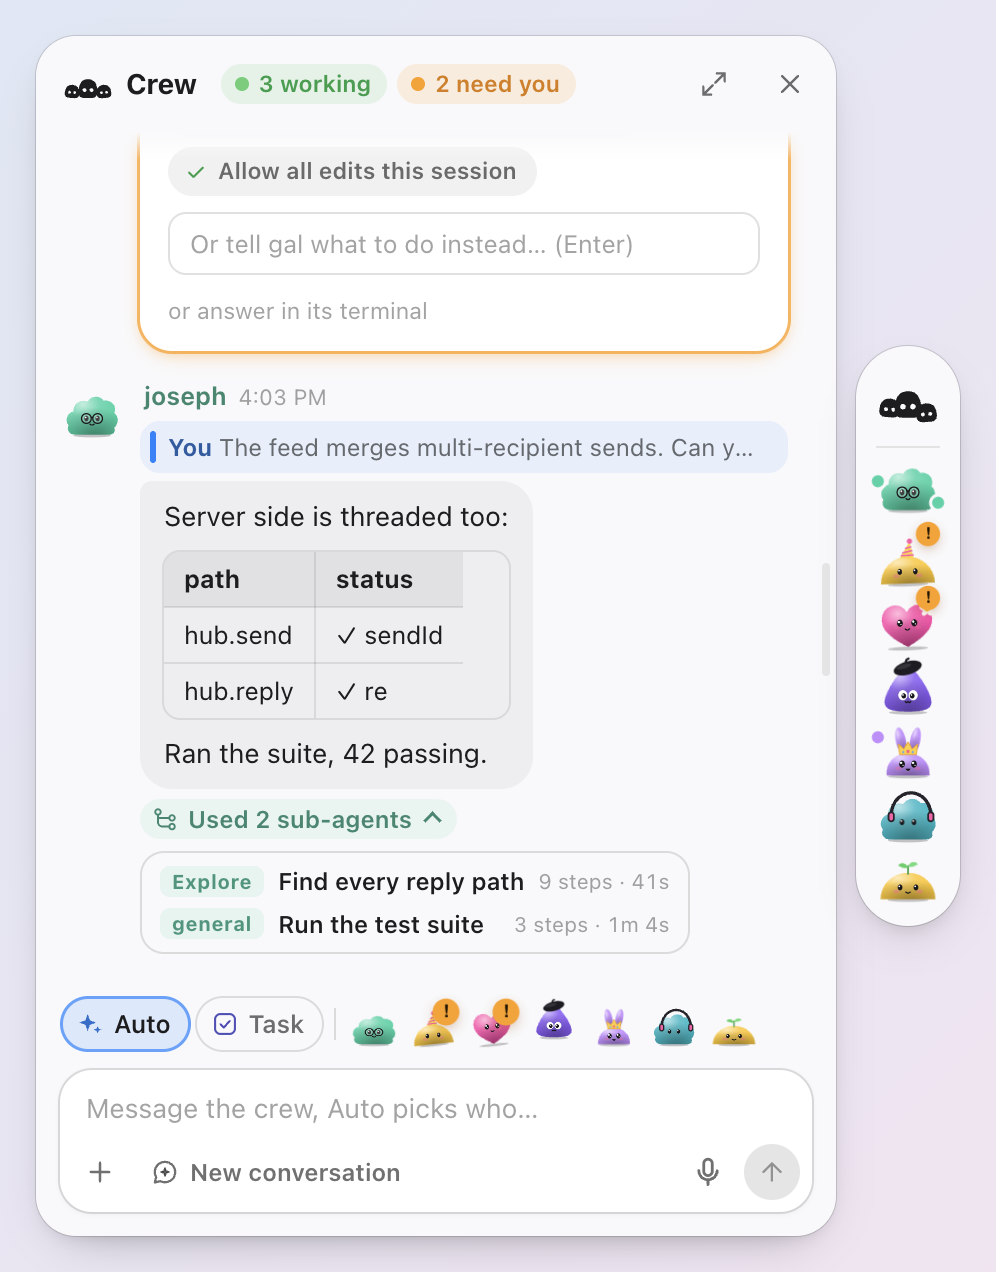 Crew
3 working
2 need you
Allow all edits this session
Or tell gal what to do instead... (Enter)
or answer in its terminal
joseph 4:03 PM
You The feed merges multi-recipient sends. Can y...
Server side is threaded too:
path status
hub.send ✓ sendId
hub.reply ✓ re
Ran the suite, 42 passing.
Used 2 sub-agents
Explore Find every reply path 9 steps · 41s
general Run the test suite 3 steps · 1m 4s
Auto
Task
!
!
Message the crew, Auto picks who...
New conversation
!
!